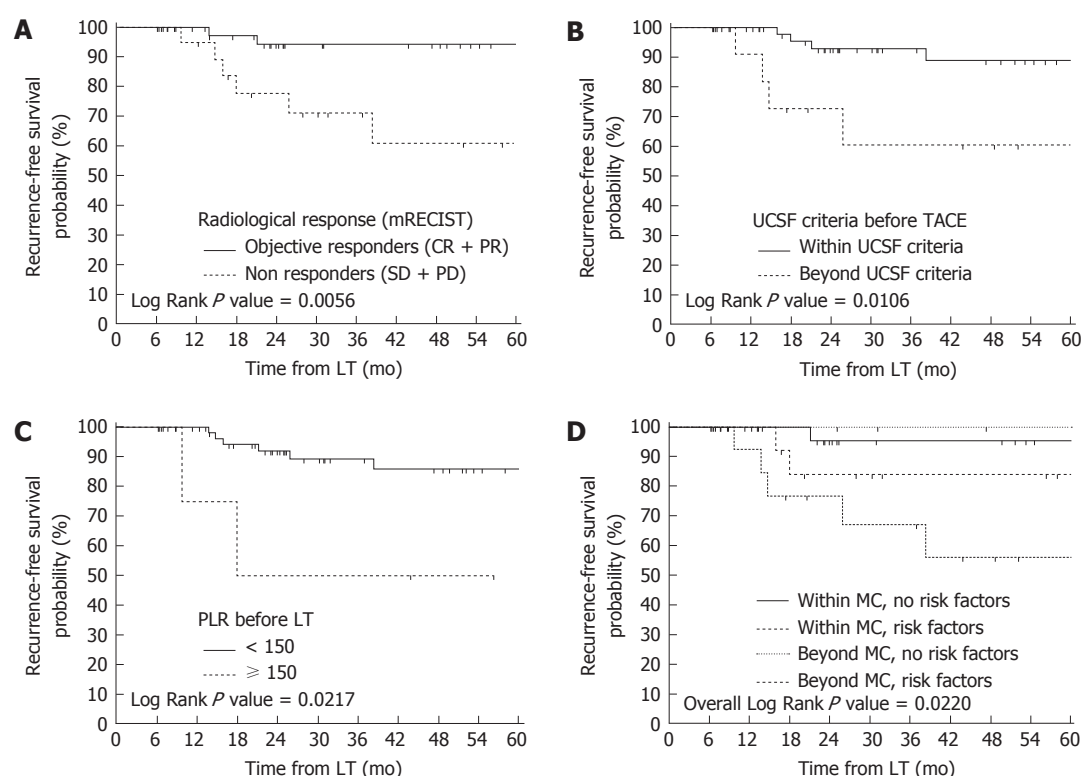 A
Recurrence-free survival
probability (%)
100
90
80
70
60
50
40
30
20
10
0
Radiological response (mRECIST)
Objective responders (CR + PR)
Non responders (SD + PD)
Log Rank P value = 0.0056
0 6 12 18 24 30 36 42 48 54 60
Time from LT (mo)
B
Recurrence-free survival
probability (%)
100
90
80
70
60
50
40
30
20
10
0
UCSF criteria before TACE
Within UCSF criteria
Beyond UCSF criteria
Log Rank P value = 0.0106
0 6 12 18 24 30 36 42 48 54 60
Time from LT (mo)
C
Recurrence-free survival
probability (%)
100
90
80
70
60
50
40
30
20
10
0
PLR before LT
< 150
⩾ 150
Log Rank P value = 0.0217
0 6 12 18 24 30 36 42 48 54 60
Time from LT (mo)
D
Recurrence-free survival
probability (%)
100
90
80
70
60
50
40
30
20
10
0
Within MC, no risk factors
Within MC, risk factors
Beyond MC, no risk factors
Beyond MC, risk factors
Overall Log Rank P value = 0.0220
0 6 12 18 24 30 36 42 48 54 60
Time from LT (mo)